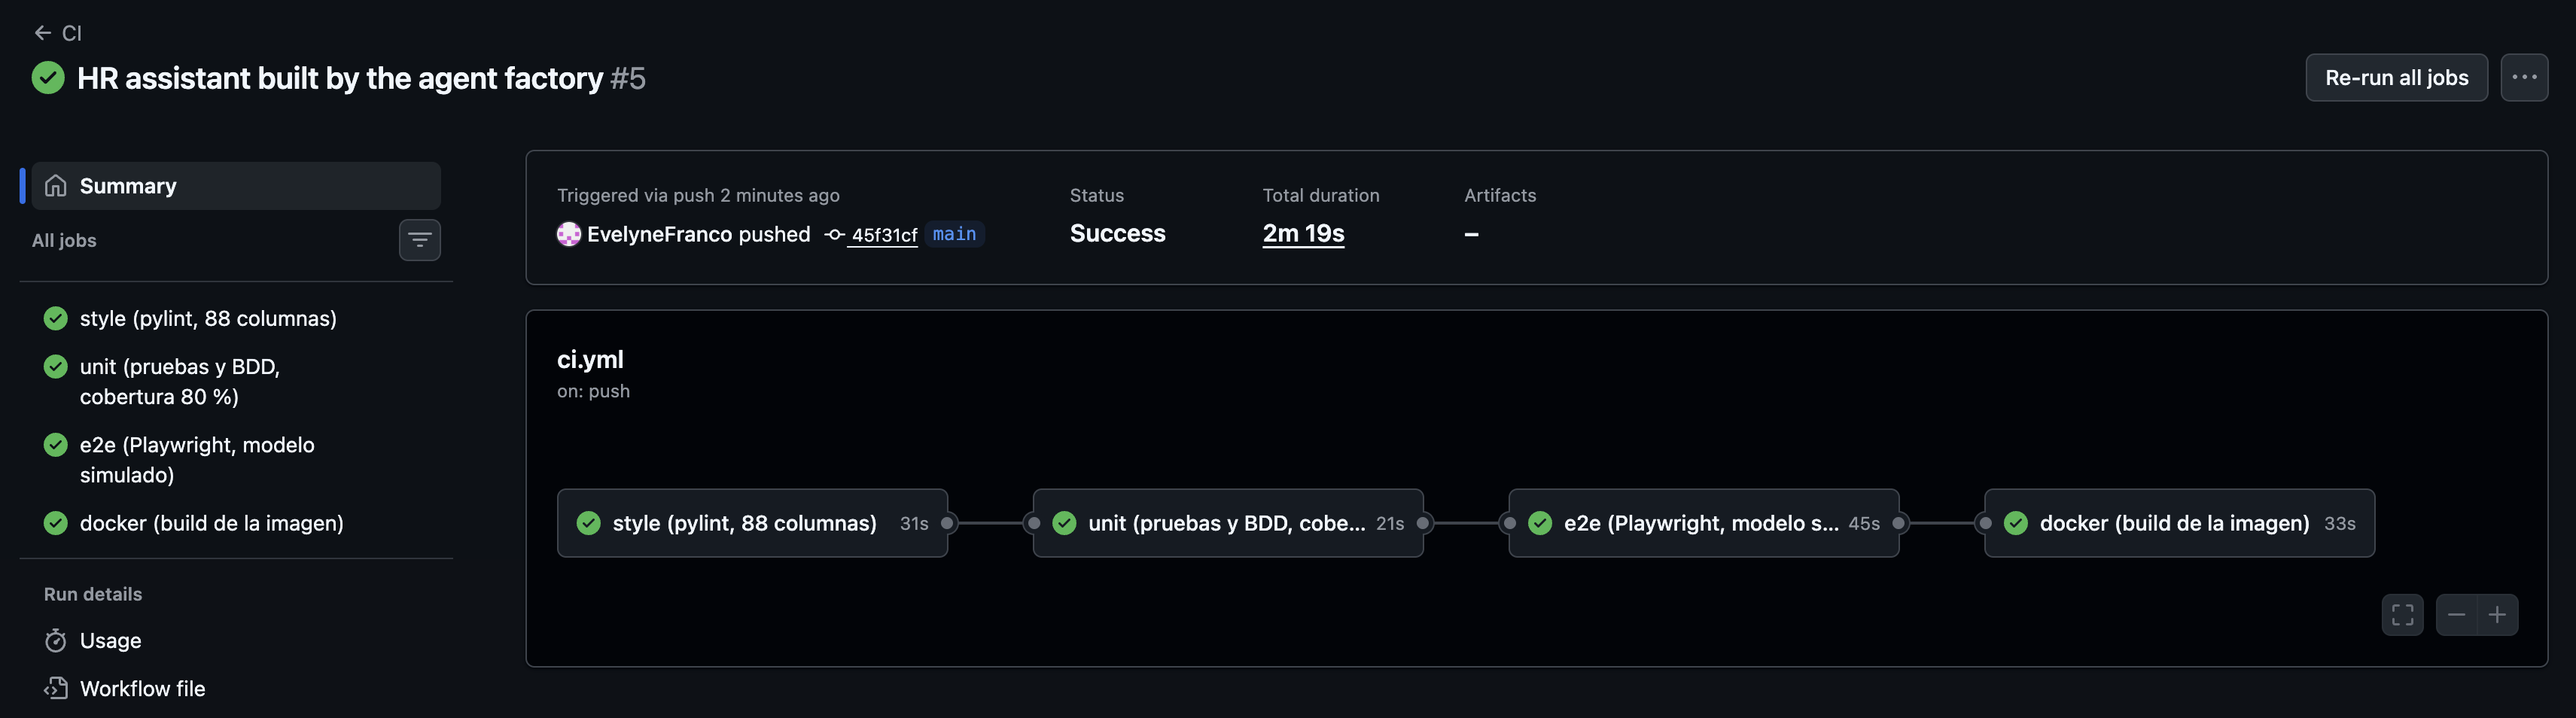 CI
HR assistant built by the agent factory #5
Re-run all jobs
Summary
All jobs
style (pylint, 88 columnas)
unit (pruebas y BDD,
cobertura 80 %)
e2e (Playwright, modelo
simulado)
docker (build de la imagen)
Run details
Usage
Workflow file
Triggered via push 2 minutes ago
EvelyneFranco pushed 45f31cf main
Status
Success
Total duration
2m 19s
Artifacts
–
ci.yml
on: push
style (pylint, 88 columnas) 31s
unit (pruebas y BDD, cobe... 21s
e2e (Playwright, modelo s... 45s
docker (build de la imagen) 33s